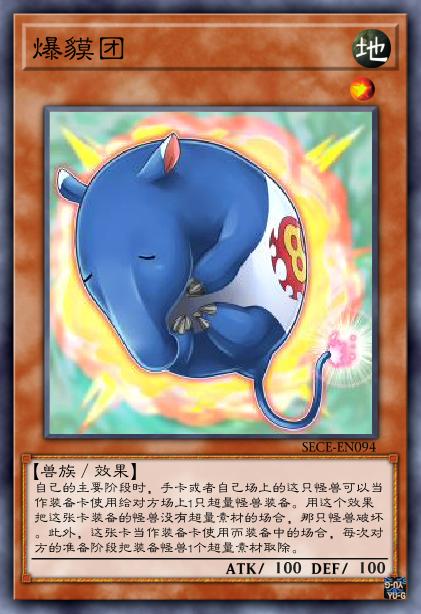 爆貘团
地
8
SECE-EN094
【兽族／效果】
自己的主要阶段时，手卡或者自己场上的这只怪兽可以当
作装备卡使用给对方场上1只超量怪兽装备。用这个效果
把这张卡装备的怪兽没有超量素材的场合，那只怪兽破坏
。此外，这张卡当作装备卡使用而装备中的场合，每次对
方的准备阶段把装备怪兽1个超量素材取除。
ATK/ 100 DEF/ 100